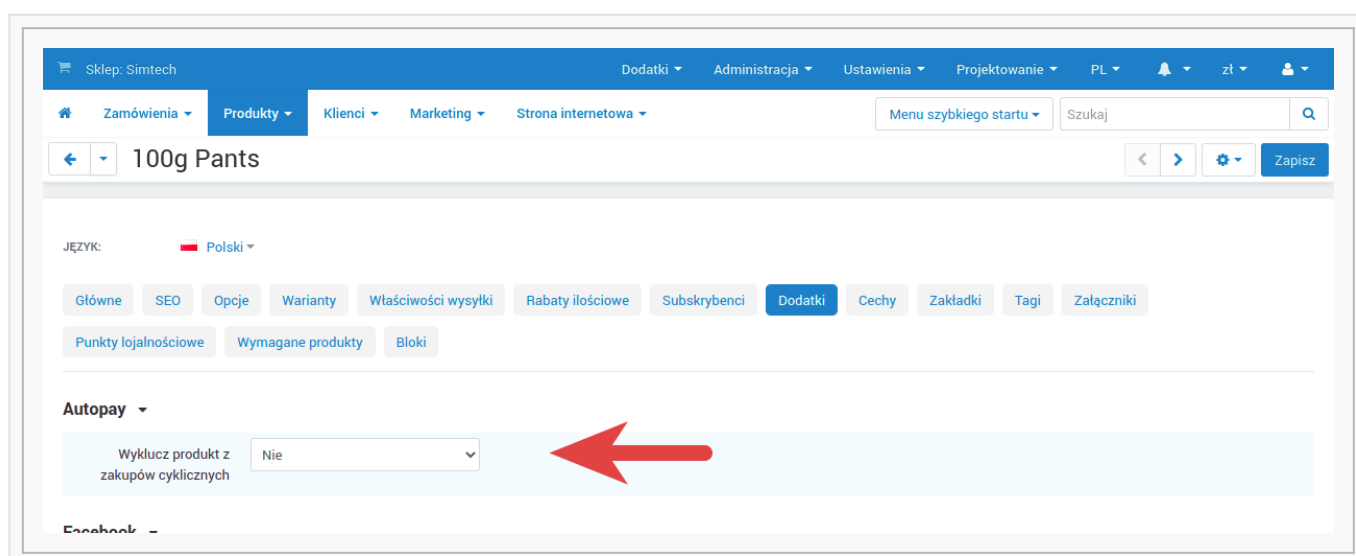 Sklep: Simtech Dodatki Administracja Ustawienia Projektowanie PL zł
Zamówienia Produkty Klienci Marketing Strona internetowa Menu szybkiego startu Szukaj
100g Pants Zapisz
JĘZYK: Polski
Główne SEO Opcje Warianty Właściwości wysyłki Rabaty ilościowe Subskrybenci Dodatki Cechy Zakładki Tagi Załączniki
Punkty lojalnościowe Wymagane produkty Bloki
Autopay
Wyklucz produkt z Nie
zakupów cyklicznych
Facebook